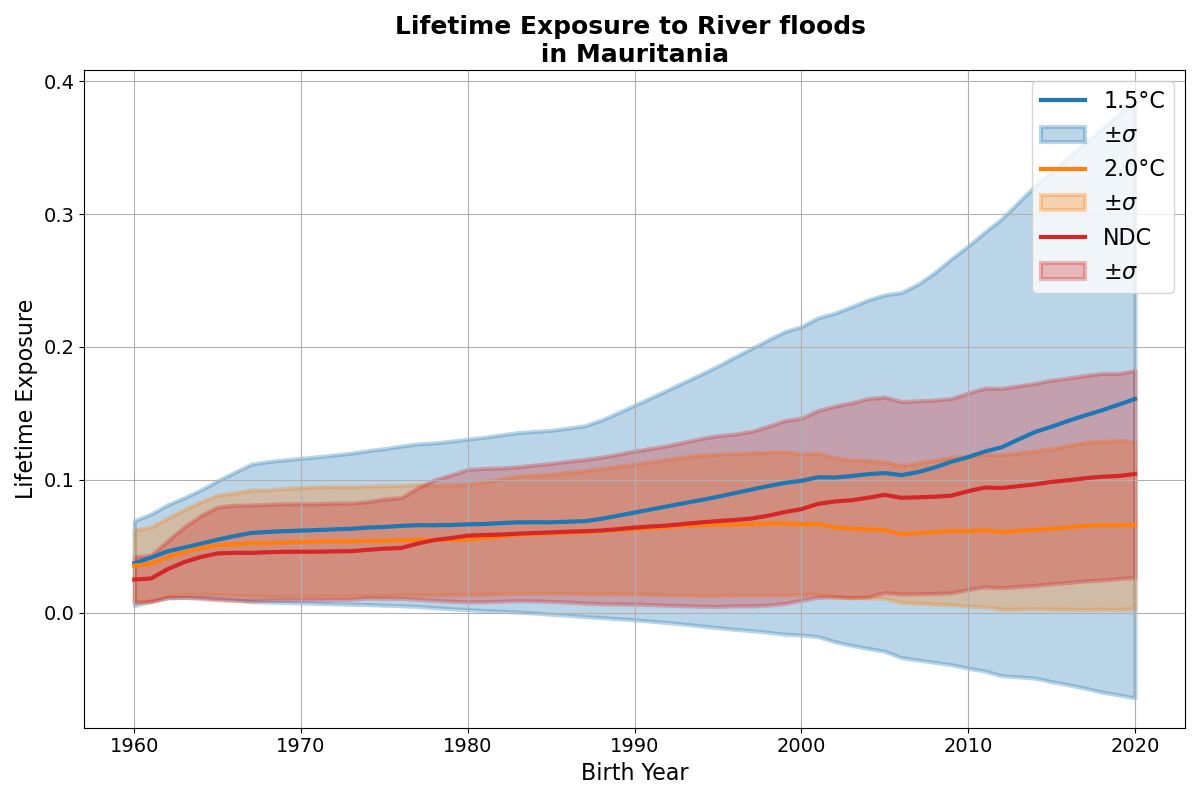 Lifetime Exposure to River floods
in Mauritania
Lifetime Exposure
0.4
0.3
0.2
0.1
0.0
1.5°C
±σ
2.0°C
±σ
NDC
±σ
1960 1970 1980 1990 2000 2010 2020
Birth Year